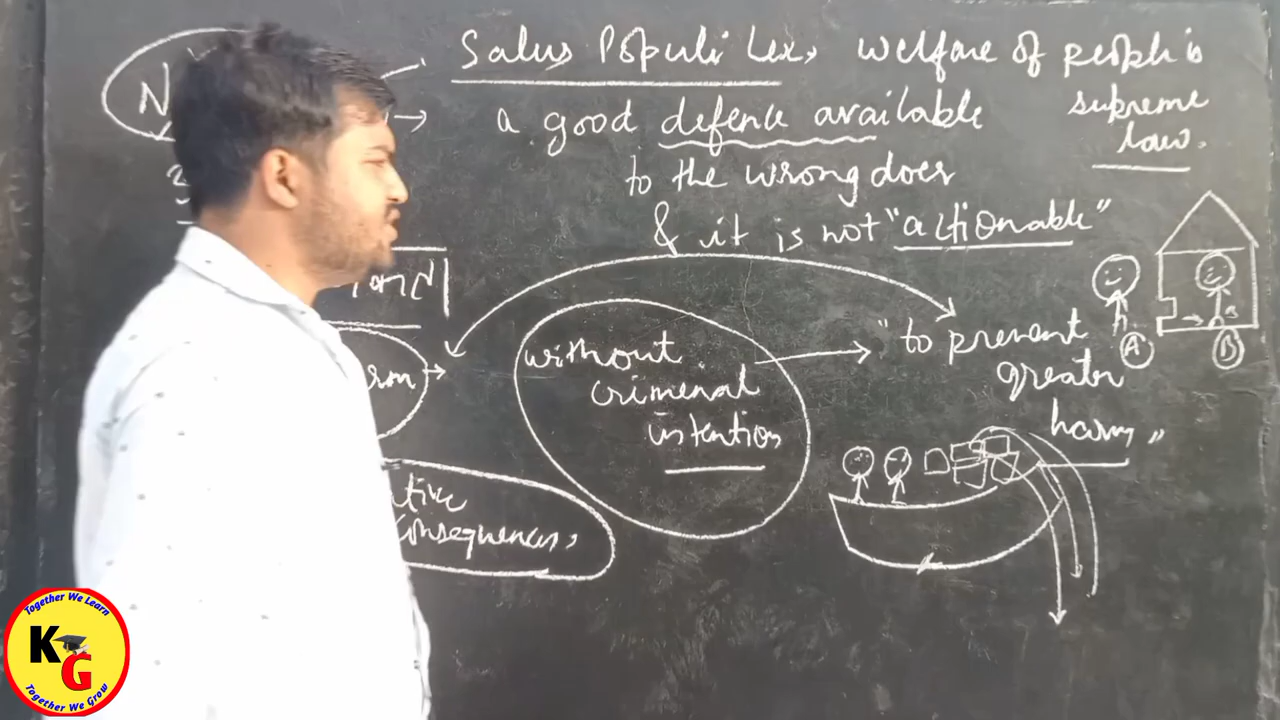 Salus Populi Lex, welfare of people is
supreme
law.
a good defence available
to the wrong doer
& it is not "actionable"
without
crimenal
intention
"to prevent
greater
harm"
A
B
consequences,
Together We Learn
KG
Together We Grow